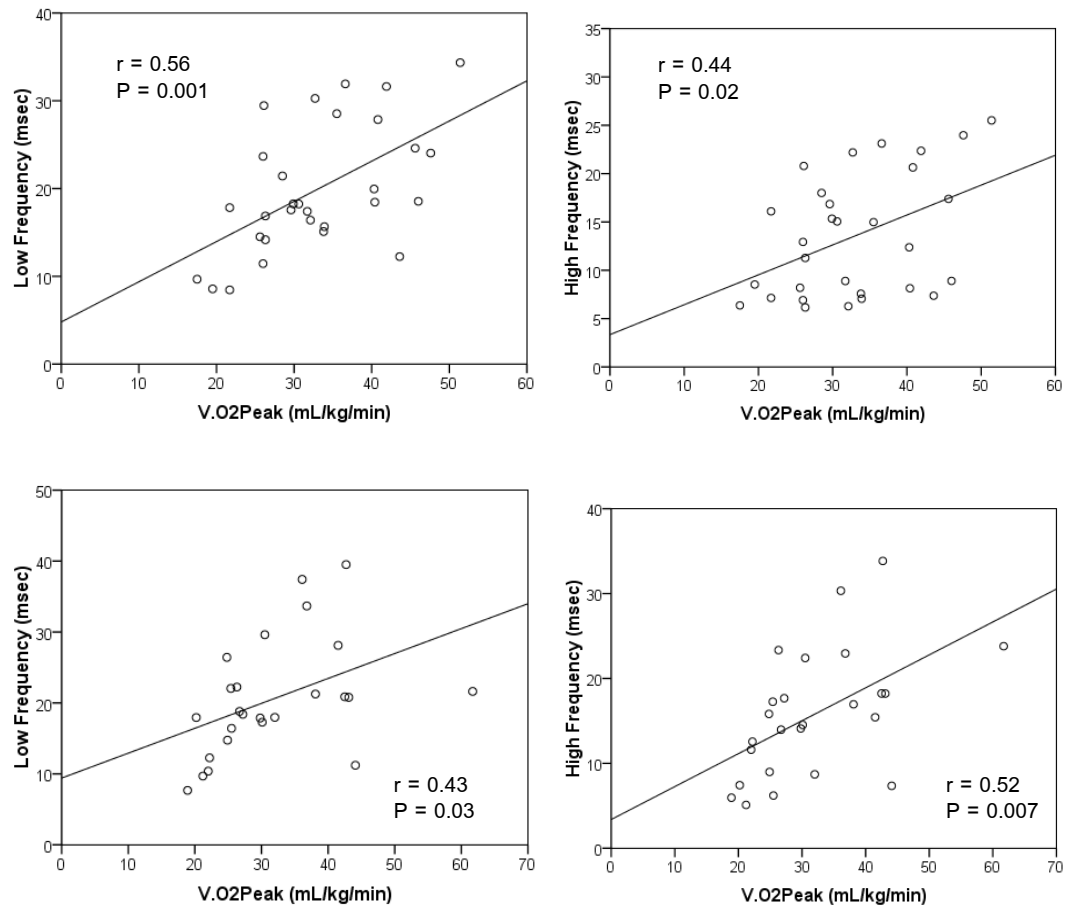 40
30
20
10
0
Low Frequency (msec)
r = 0.56
P = 0.001
0 10 20 30 40 50 60
V.O2Peak (mL/kg/min)
35
30
25
20
15
10
5
0
High Frequency (msec)
r = 0.44
P = 0.02
0 10 20 30 40 50 60
V.O2Peak (mL/kg/min)
50
40
30
20
10
0
Low Frequency (msec)
r = 0.43
P = 0.03
0 10 20 30 40 50 60 70
V.O2Peak (mL/kg/min)
40
30
20
10
0
High Frequency (msec)
r = 0.52
P = 0.007
0 10 20 30 40 50 60 70
V.O2Peak (mL/kg/min)